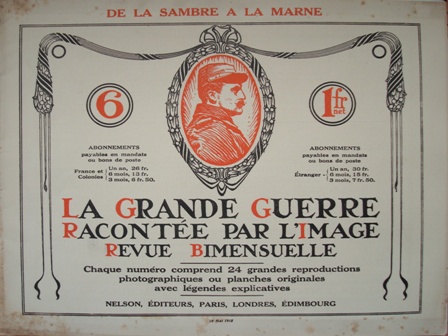 DE LA SAMBRE A LA MARNE
6
1 fr net
ABONNEMENTS
payables en mandats
ou bons de poste
France et Colonies
Un an, 26 fr.
6 mois, 13 fr.
3 mois, 6 fr. 50.
ABONNEMENTS
payables en mandats
ou bons de poste
Étranger
Un an, 30 fr.
6 mois, 15 fr.
3 mois, 7 fr. 50.
LA GRANDE GUERRE
RACONTÉE PAR L'IMAGE
REVUE BIMENSUELLE
Chaque numéro comprend 24 grandes reproductions
photographiques ou planches originales
avec légendes explicatives
NELSON, ÉDITEURS, PARIS, LONDRES, ÉDIMBOURG
MAI